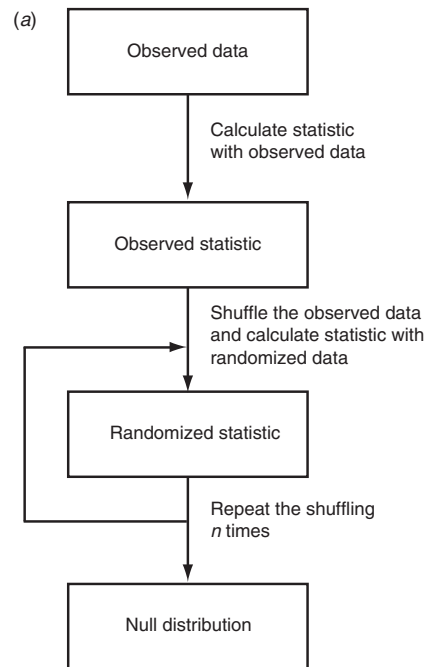 (a)
Observed data
Calculate statistic
with observed data
Observed statistic
Shuffle the observed data
and calculate statistic with
randomized data
Randomized statistic
Repeat the shuffling
n times
Null distribution